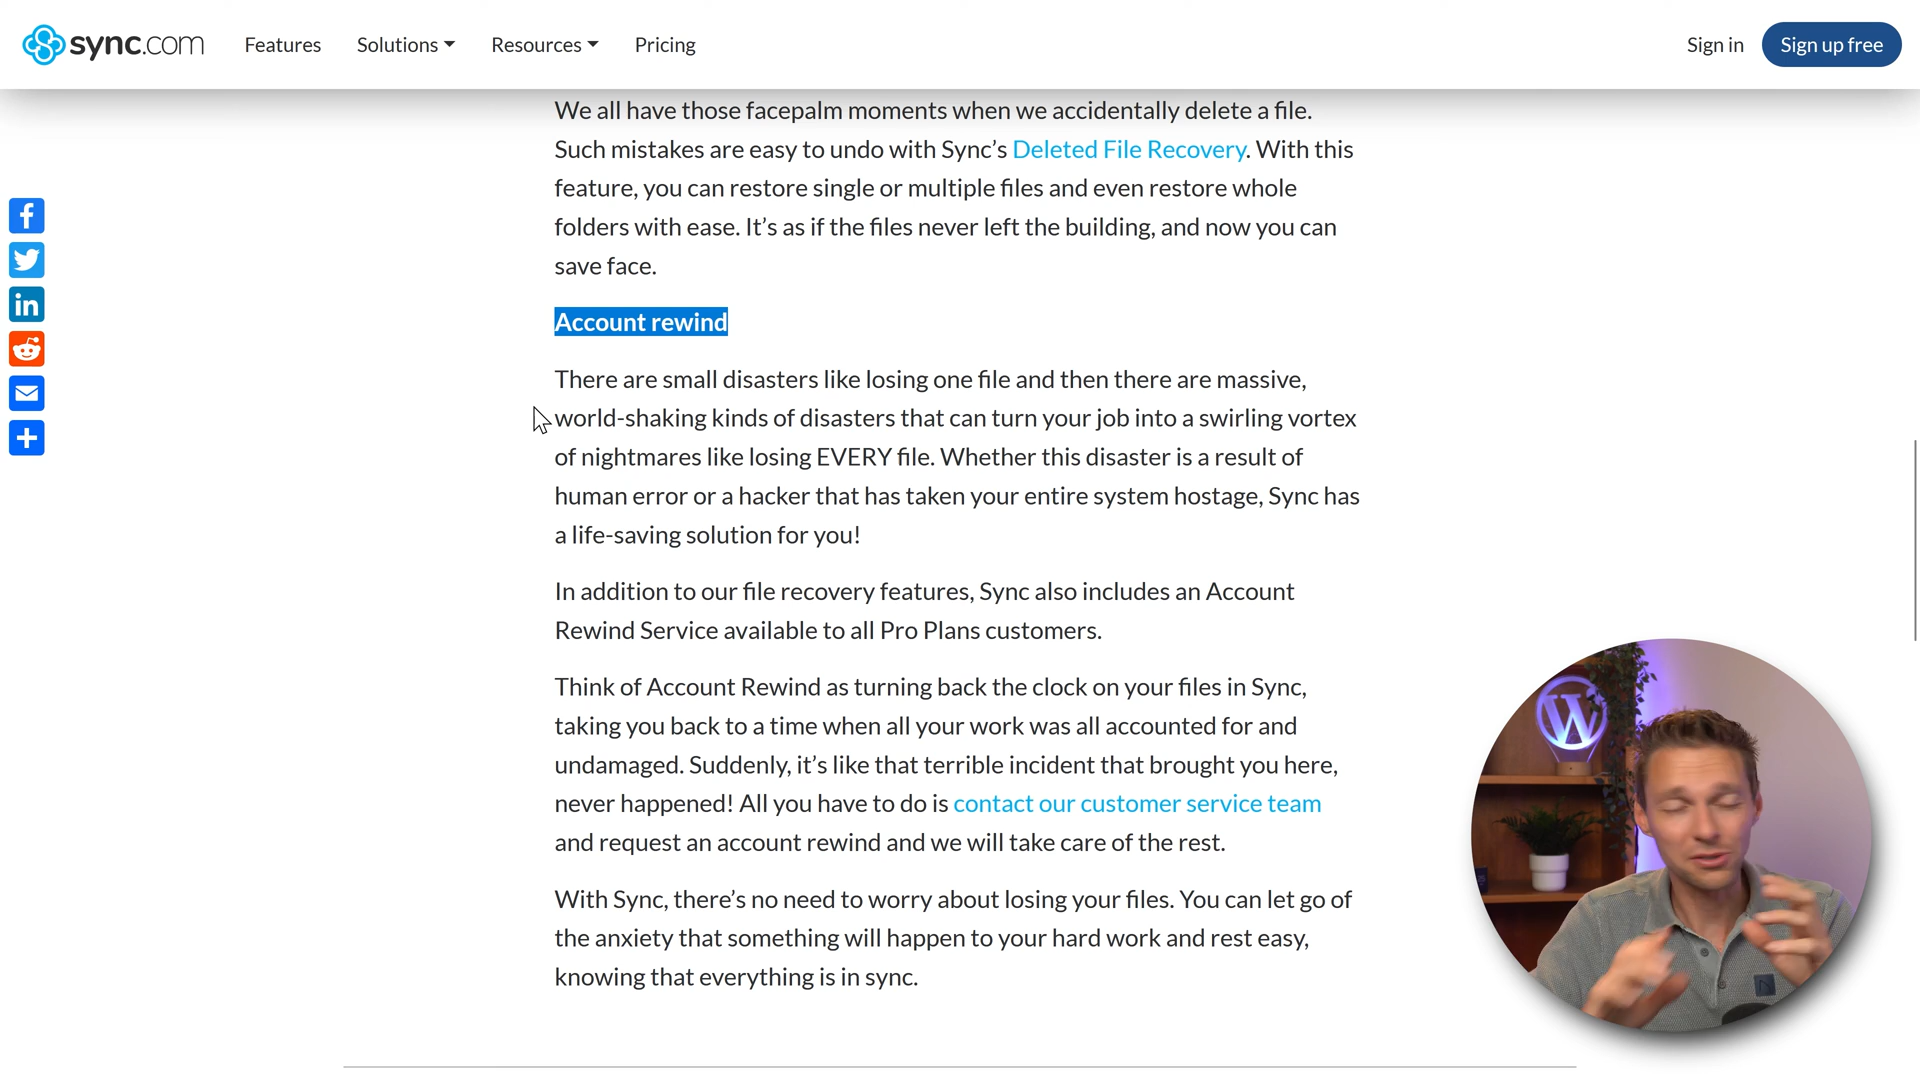 sync.com
Features
Solutions
Resources
Pricing
Sign in
Sign up free
We all have those facepalm moments when we accidentally delete a file.
Such mistakes are easy to undo with Sync’s Deleted File Recovery. With this
feature, you can restore single or multiple files and even restore whole
folders with ease. It’s as if the files never left the building, and now you can
save face.
Account rewind
There are small disasters like losing one file and then there are massive,
world-shaking kinds of disasters that can turn your job into a swirling vortex
of nightmares like losing EVERY file. Whether this disaster is a result of
human error or a hacker that has taken your entire system hostage, Sync has
a life-saving solution for you!
In addition to our file recovery features, Sync also includes an Account
Rewind Service available to all Pro Plans customers.
Think of Account Rewind as turning back the clock on your files in Sync,
taking you back to a time when all your work was all accounted for and
undamaged. Suddenly, it’s like that terrible incident that brought you here,
never happened! All you have to do is contact our customer service team
and request an account rewind and we will take care of the rest.
With Sync, there’s no need to worry about losing your files. You can let go of
the anxiety that something will happen to your hard work and rest easy,
knowing that everything is in sync.